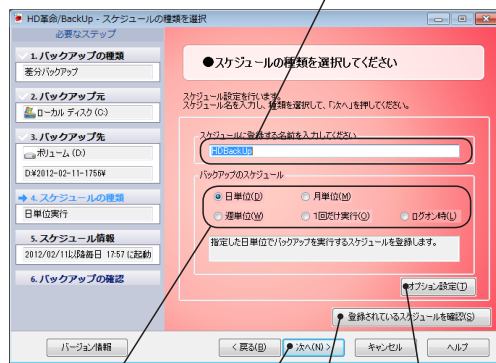 HD革命/BackUp - スケジュールの種類を選択
必要なステップ
1. バックアップの種類
差分バックアップ
2. バックアップ元
ローカル ディスク (C:)
3. バックアップ先
ボリューム (D:)
D:¥2012-02-11-1756¥
4. スケジュールの種類
日単位実行
5. スケジュール情報
2012/02/11以降毎日 17:57 に起動
6. バックアップの確認
●スケジュールの種類を選択してください
スケジュール設定を行います。
スケジュール名を入力し、種類を選択して、「次へ」を押してください。
スケジュールに登録する名前を入力してください
HDBackUp
バックアップのスケジュール
日単位(D)
月単位(M)
週単位(W)
1回だけ実行(O)
ログオン時(L)
指定した日単位でバックアップを実行するスケジュールを登録します。
オプション設定(T)
登録されているスケジュールを確認(S)
バージョン情報
< 戻る(B)
次へ(N) >
キャンセル
ヘルプ